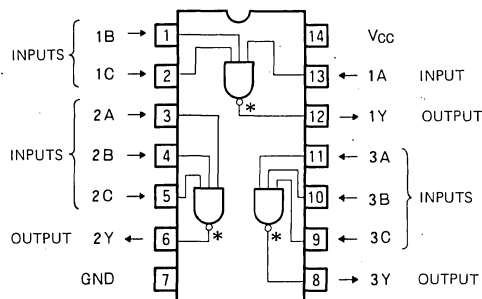 1B → 1 14 VCC
INPUTS
1C → 2 13 ← 1A INPUT
* 12 → 1Y OUTPUT
2A → 3
INPUTS 2B → 4 11 ← 3A
2C → 5 10 ← 3B INPUTS
OUTPUT 2Y ← 6 * * 9 ← 3C
GND 7 8 → 3Y OUTPUT